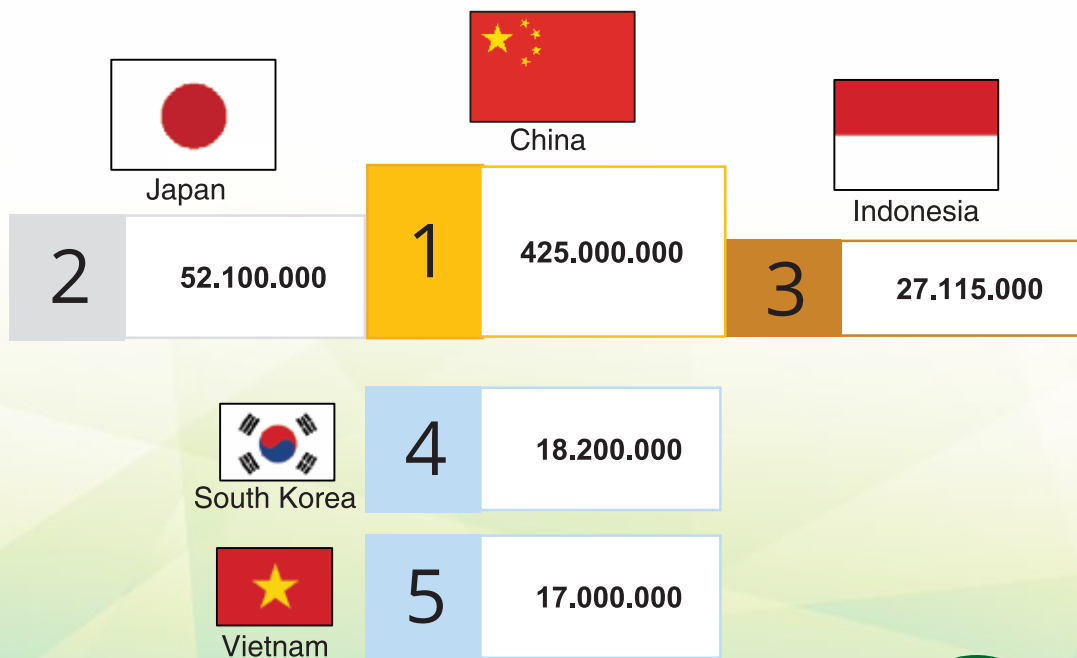 China
Japan
Indonesia
1
425.000.000
2
52.100.000
3
27.115.000
4
18.200.000
South Korea
5
17.000.000
Vietnam